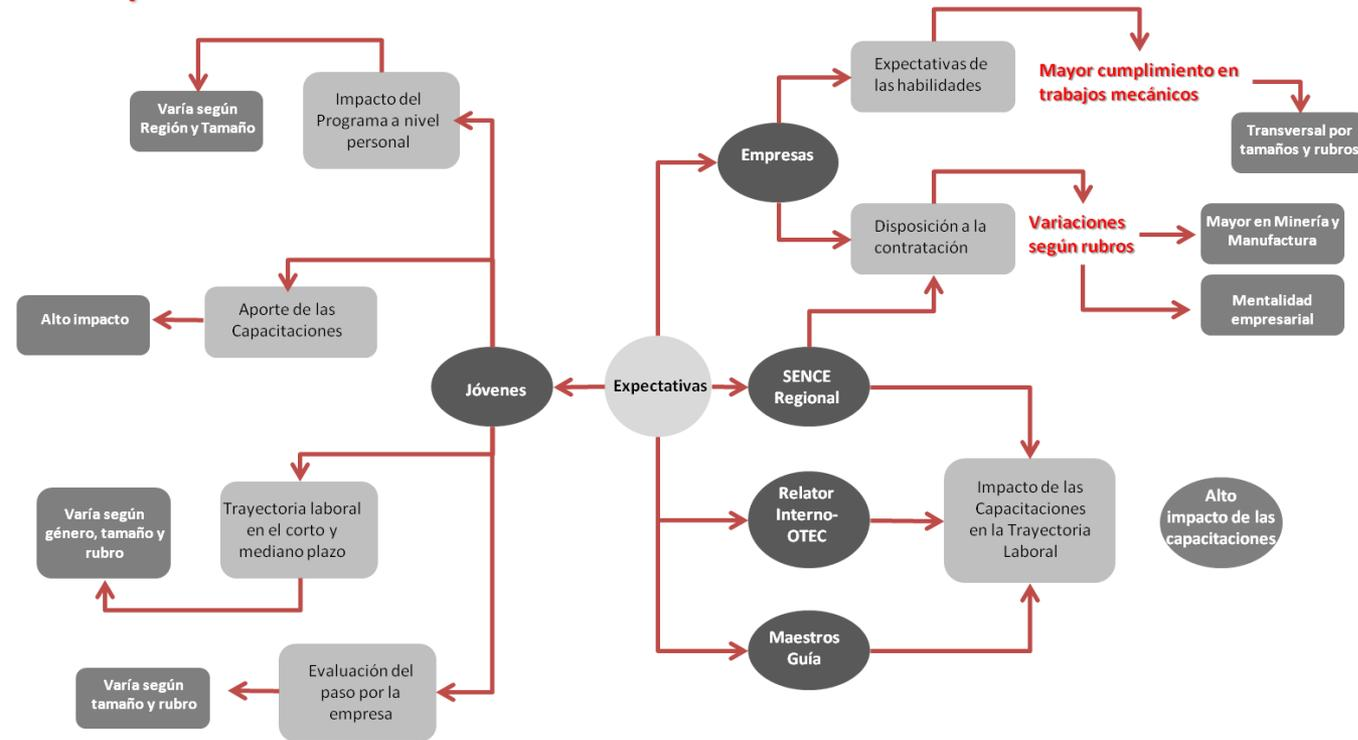 Impacto del
Programa a nivel
personal
Varía según
Región y Tamaño
Aporte de las
Capacitaciones
Alto impacto
Jóvenes
Trayectoria laboral
en el corto y
mediano plazo
Varía según
género, tamaño y
rubro
Evaluación del
paso por la
empresa
Varía según
tamaño y rubro
Expectativas
Empresas
Expectativas de
las habilidades
Mayor cumplimiento en
trabajos mecánicos
Transversal por
tamaños y rubros
Disposición a la
contratación
Variaciones
según rubros
Mayor en Minería y
Manufactura
Mentalidad
empresarial
SENCE
Regional
Relator
Interno-
OTEC
Maestros
Guía
Impacto de las
Capacitaciones
en la Trayectoria
Laboral
Alto
impacto de las
capacitaciones